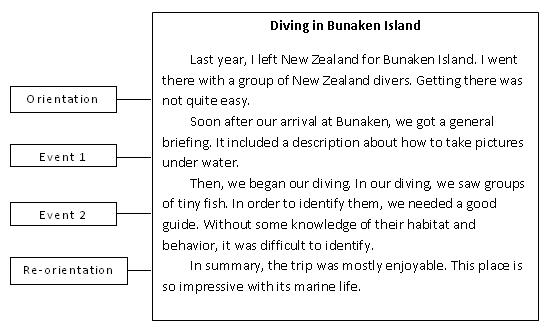 Diving in Bunaken Island
Last year, I left New Zealand for Bunaken Island. I went
there with a group of New Zealand divers. Getting there was
not quite easy.
Orientation
Soon after our arrival at Bunaken, we got a general
briefing. It included a description about how to take pictures
under water.
Event 1
Then, we began our diving. In our diving, we saw groups
of tiny fish. In order to identify them, we needed a good
guide. Without some knowledge of their habitat and
behavior, it was difficult to identify.
Event 2
In summary, the trip was mostly enjoyable. This place is
so impressive with its marine life.
Re-orientation